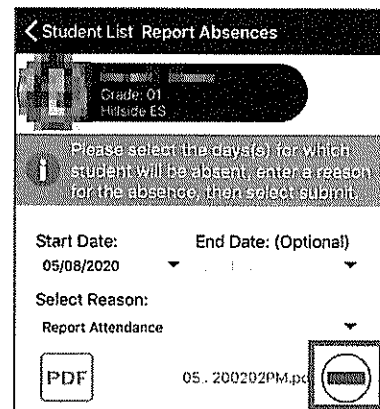 Student List Report Absences
Grade: 01
Hillside ES
Please select the days(s) for which
student will be absent, enter a reason
for the absence, then select submit.
Start Date: End Date: (Optional)
05/08/2020
Select Reason:
Report Attendance
PDF 05.. 200202PM.pc